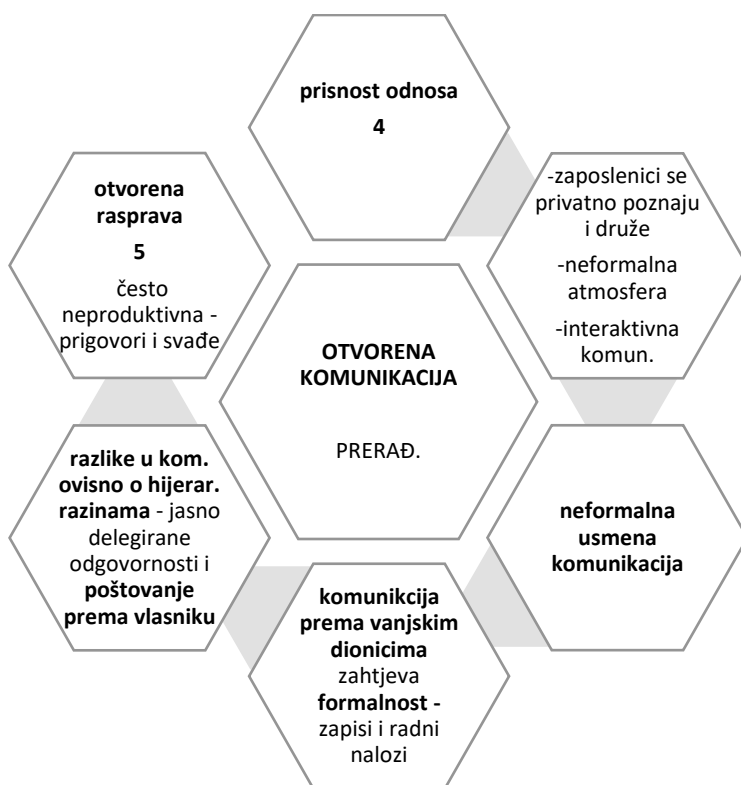 prisnost odnosa
4
-zaposlenici se
privatno poznaju
i druže
-neformalna
atmosfera
-interaktivna
komun.
neformalna
usmena
komunikacija
komunikcija
prema vanjskim
dionicima
zahtjeva
formalnost -
zapisi i radni
nalozi
razlike u kom.
ovisno o hijerar.
razinama - jasno
delegirane
odgovornosti i
poštovanje
prema vlasniku
otvorena
rasprava
5
često
neproduktivna -
prigovori i svađe
OTVORENA
KOMUNIKACIJA
PRERAĐ.